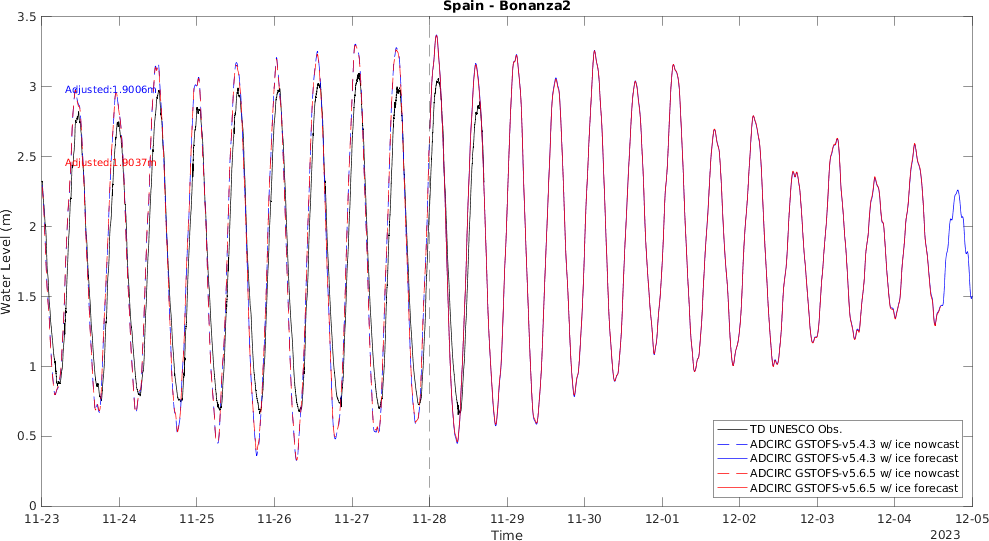 Spain - Bonanza2
3.5
3
2.5
2
1.5
1
0.5
0
Water Level (m)
Adjusted:1.9006m
Adjusted:1.9037m
TD UNESCO Obs.
ADCIRC GSTOFS-v5.4.3 w/ ice nowcast
ADCIRC GSTOFS-v5.4.3 w/ ice forecast
ADCIRC GSTOFS-v5.6.5 w/ ice nowcast
ADCIRC GSTOFS-v5.6.5 w/ ice forecast
11-23 11-24 11-25 11-26 11-27 11-28 11-29 11-30 12-01 12-02 12-03 12-04 12-05
Time
2023